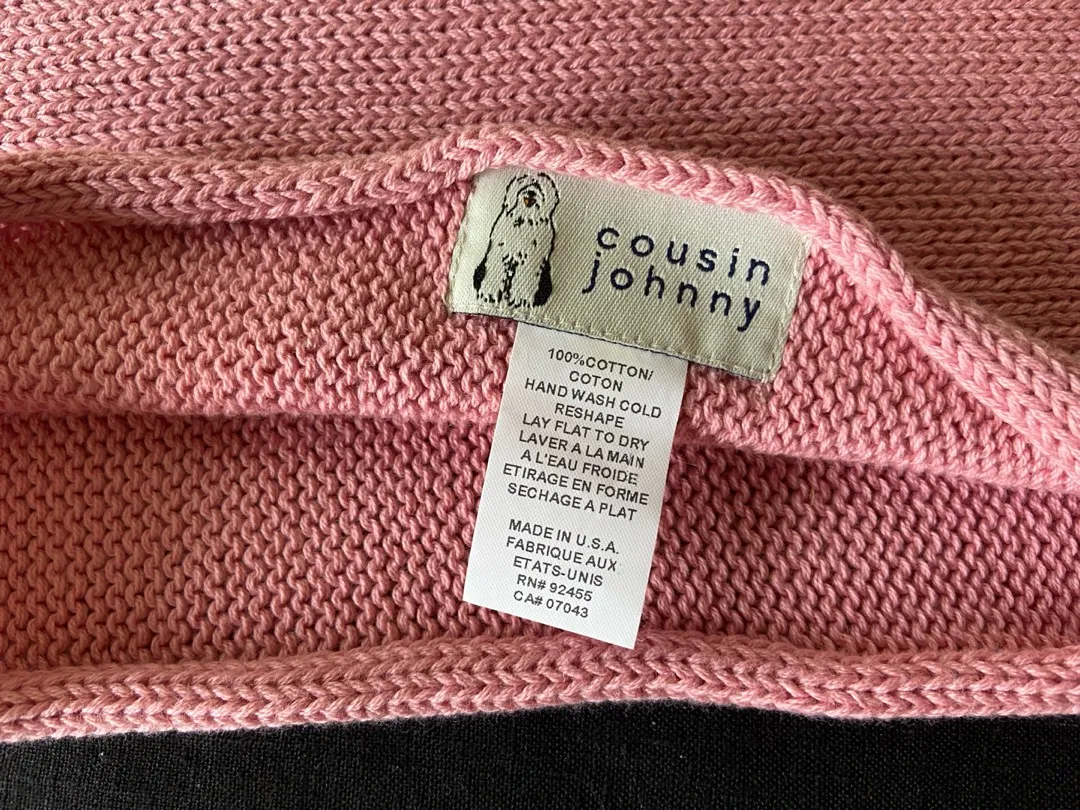 cousin
johnny
100%COTTON/
COTON
HAND WASH COLD
RESHAPE
LAY FLAT TO DRY
LAVER A LA MAIN
A L'EAU FROIDE
ETIRAGE EN FORME
SECHAGE A PLAT
MADE IN U.S.A.
FABRIQUE AUX
ETATS-UNIS
RN# 92455
CA# 07043